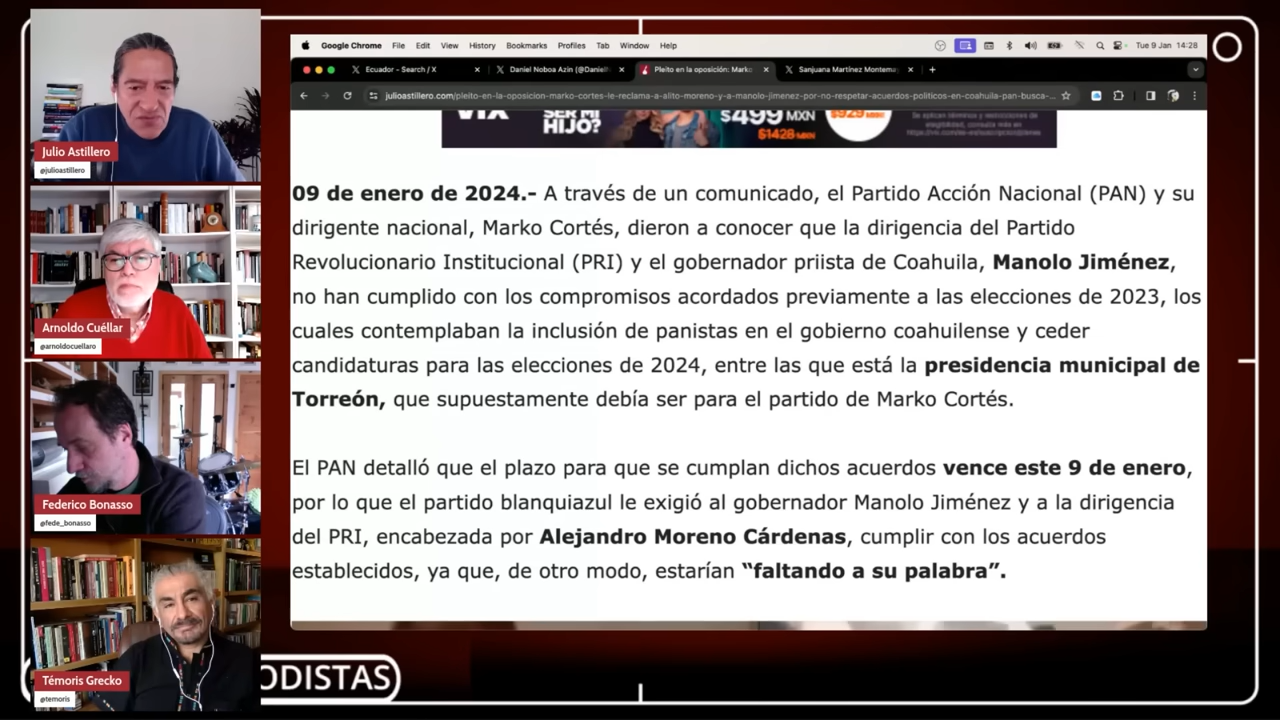 Julio Astillero
@julioastillero
Arnoldo Cuéllar
@arnoldocuellaro
Federico Bonasso
@fede_bonasso
Témoris Grecko
@temoris
ODISTAS
Google Chrome File Edit View History Bookmarks Profiles Tab Window Help
Tue 9 Jan 14:28
Ecuador - Search / X
Daniel Noboa Azin (@Daniel
Pleito en la oposición: Marko
Sanjuana Martínez Montema
julioastillero.com/pleito-en-la-oposicion-marko-cortes-le-reclama-a-alito-moreno-y-a-manolo-jimenez-por-no-respetar-acuerdos-politicos-en-coahuila-pan-busca-...
VIX
SER MI
HIJO?
$499 MXN
$1428 MXN
$929
09 de enero de 2024.- A través de un comunicado, el Partido Acción Nacional (PAN) y su
dirigente nacional, Marko Cortés, dieron a conocer que la dirigencia del Partido
Revolucionario Institucional (PRI) y el gobernador priista de Coahuila, Manolo Jiménez,
no han cumplido con los compromisos acordados previamente a las elecciones de 2023, los
cuales contemplaban la inclusión de panistas en el gobierno coahuilense y ceder
candidaturas para las elecciones de 2024, entre las que está la presidencia municipal de
Torreón, que supuestamente debía ser para el partido de Marko Cortés.
El PAN detalló que el plazo para que se cumplan dichos acuerdos vence este 9 de enero,
por lo que el partido blanquiazul le exigió al gobernador Manolo Jiménez y a la dirigencia
del PRI, encabezada por Alejandro Moreno Cárdenas, cumplir con los acuerdos
establecidos, ya que, de otro modo, estarían “faltando a su palabra”.